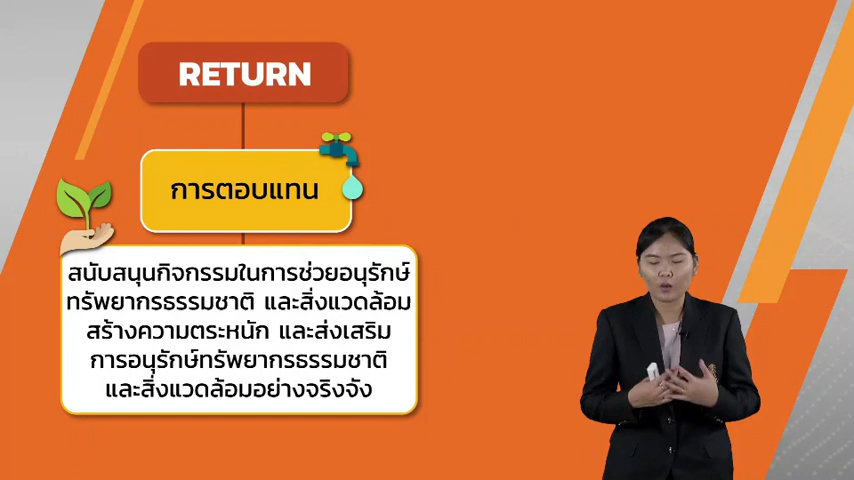 RETURN
การตอบแทน
สนับสนุนกิจกรรมในการช่วยอนุรักษ์
ทรัพยากรธรรมชาติ และสิ่งแวดล้อม
สร้างความตระหนัก และส่งเสริม
การอนุรักษ์ทรัพยากรธรรมชาติ
และสิ่งแวดล้อมอย่างจริงจัง